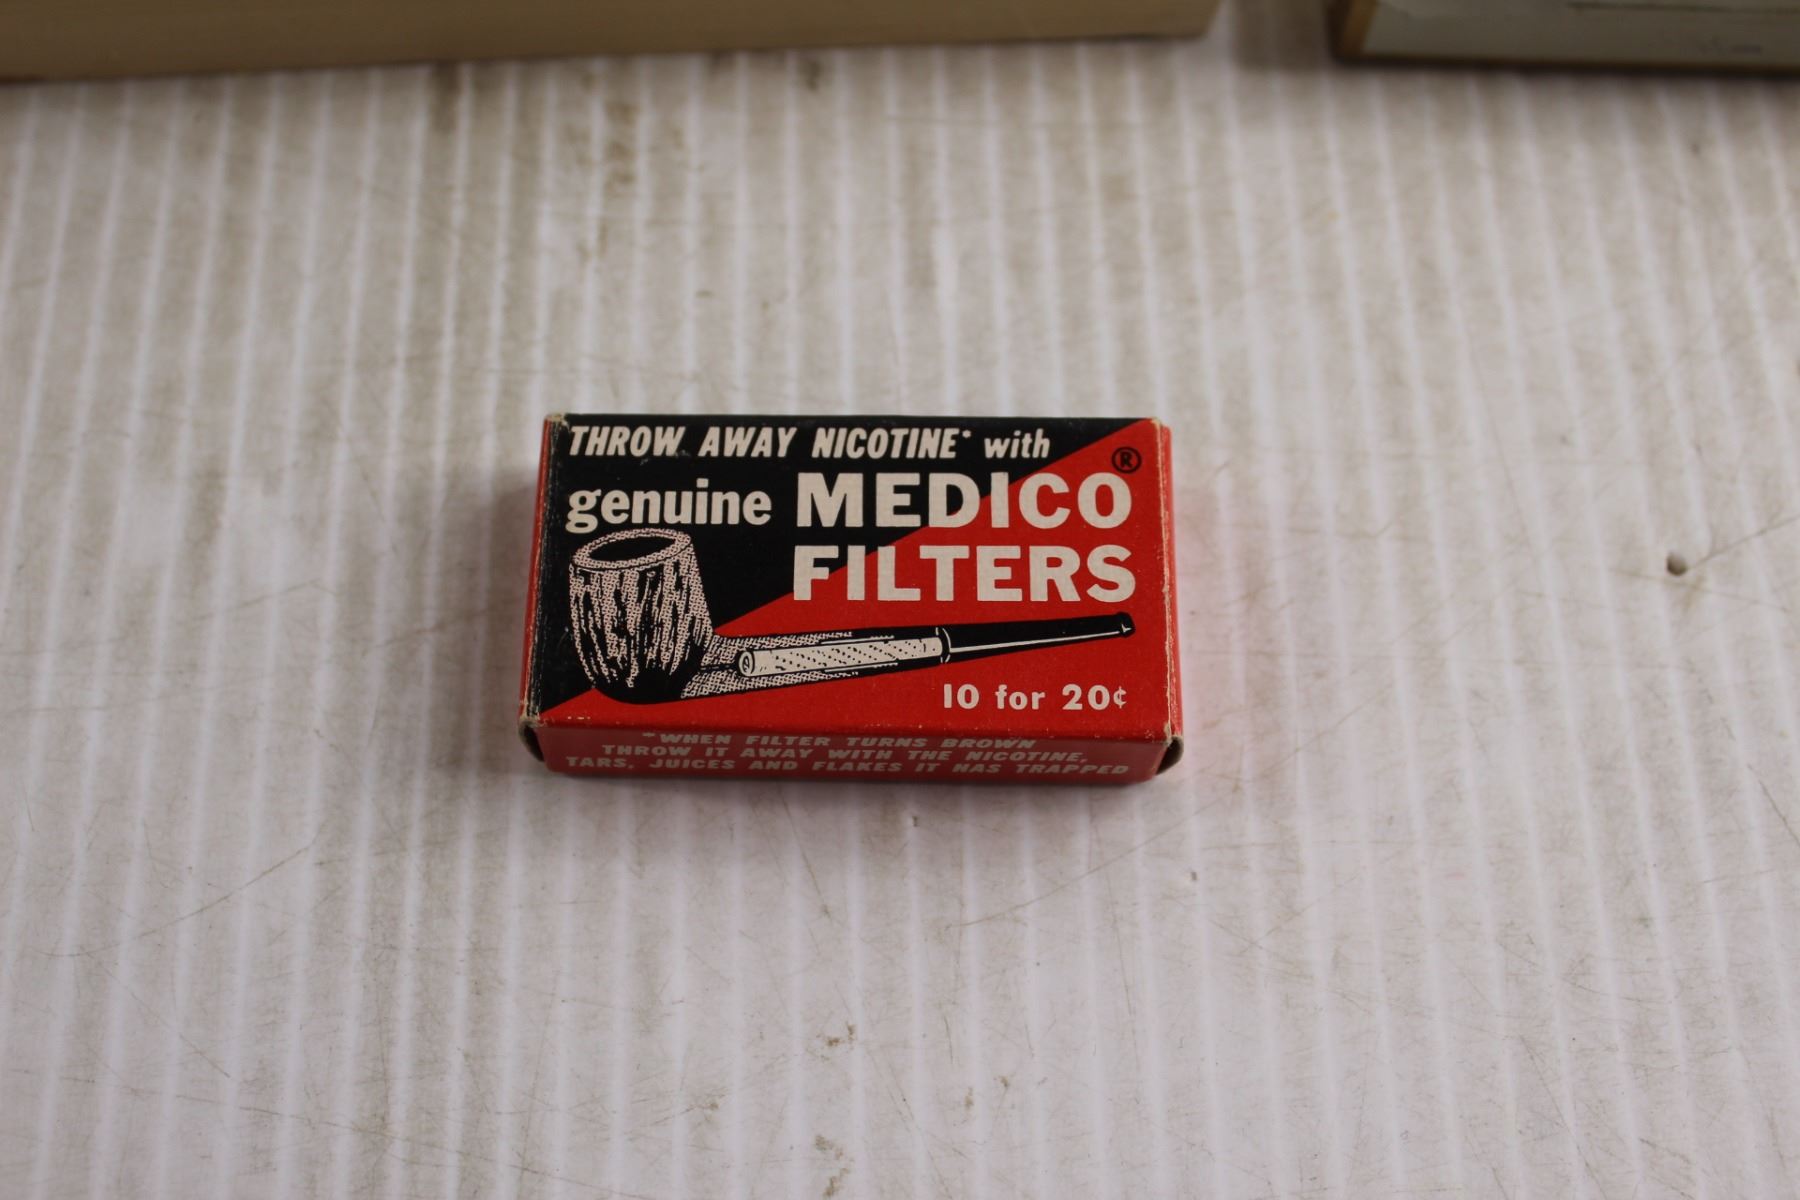 THROW AWAY NICOTINE* with
genuine MEDICO®
FILTERS
10 for 20¢
*WHEN FILTER TURNS BROWN
THROW IT AWAY WITH THE NICOTINE,
TARS, JUICES AND FLAKES IT HAS TRAPPED